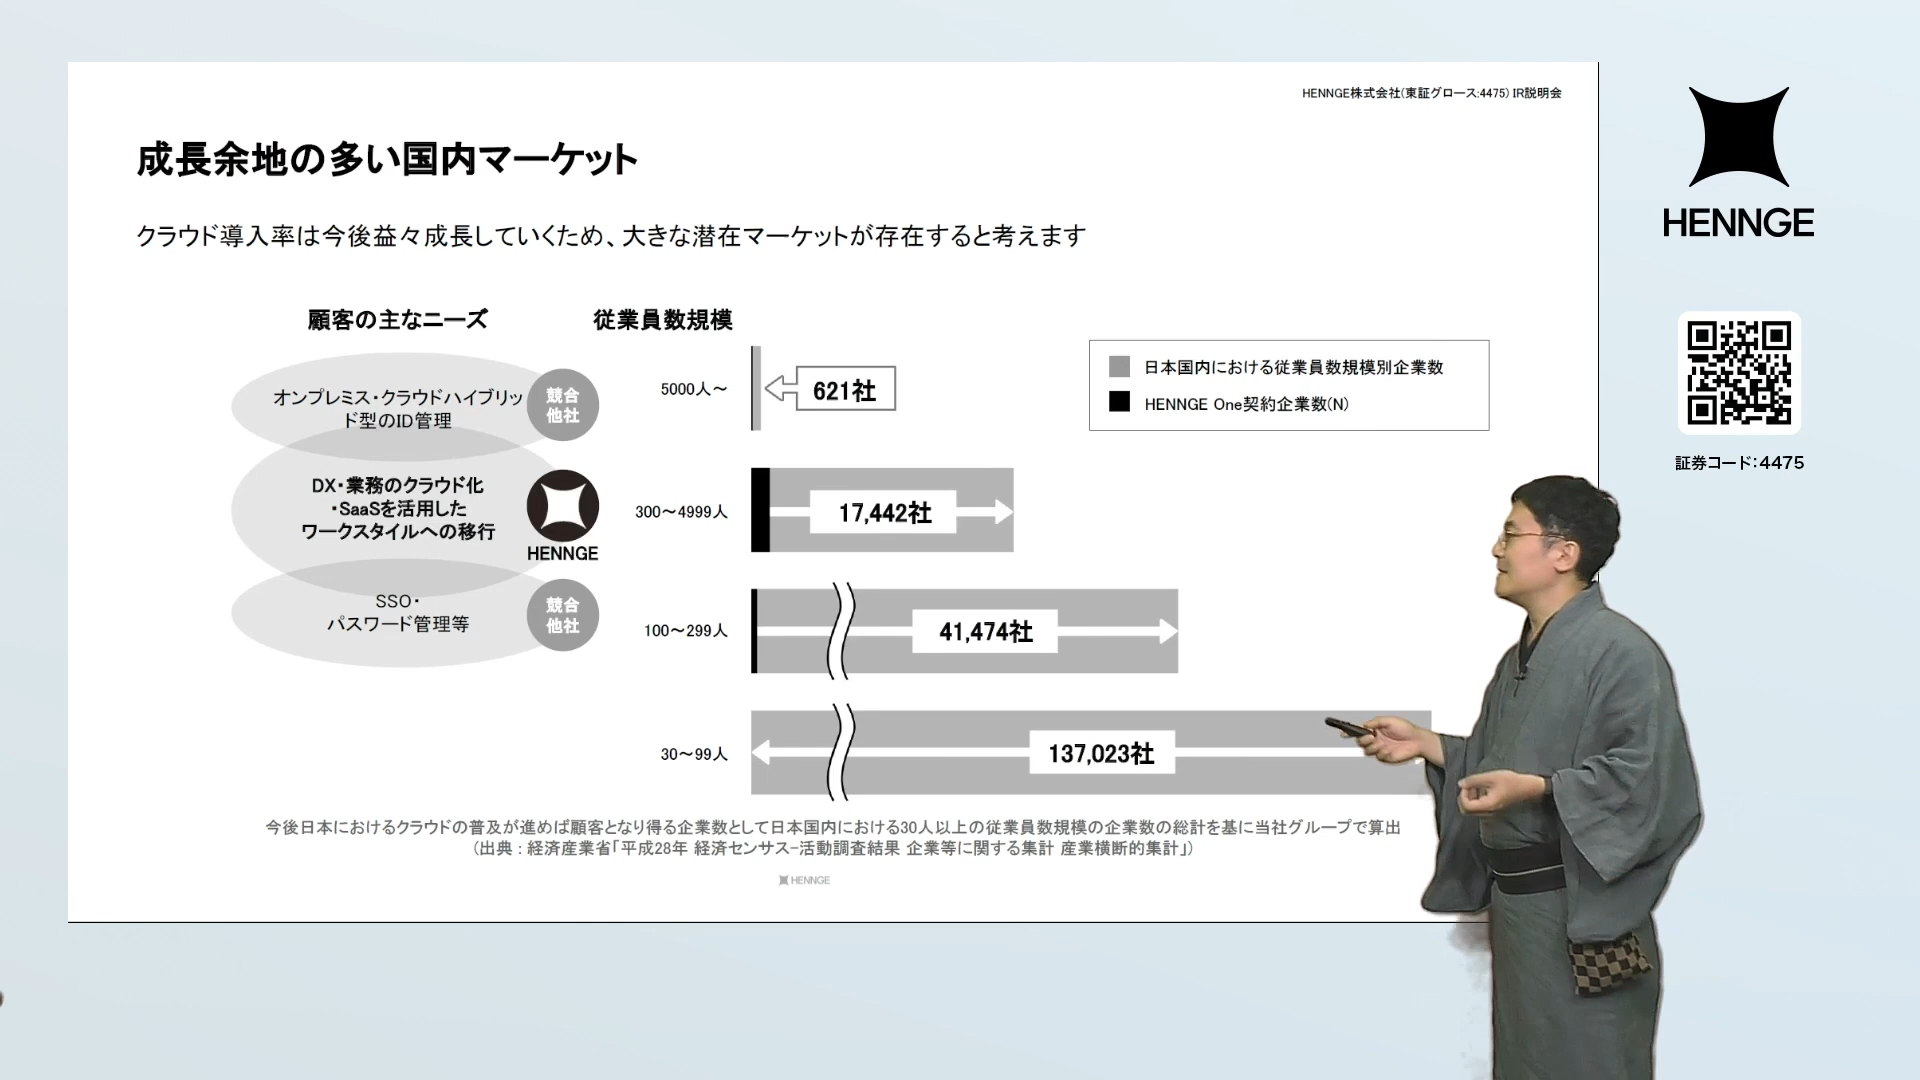 HENNGE株式会社(東証グロース:4475) IR説明会
成長余地の多い国内マーケット
クラウド導入率は今後益々成長していくため、大きな潜在マーケットが存在すると考えます
顧客の主なニーズ
従業員数規模
オンプレミス・クラウドハイブリッ
ド型のID管理
競合
他社
5000人～
621社
日本国内における従業員数規模別企業数
HENNGE One契約企業数(N)
DX・業務のクラウド化
・SaaSを活用した
ワークスタイルへの移行
HENNGE
300～4999人
17,442社
SSO・
パスワード管理等
競合
他社
100～299人
41,474社
30～99人
137,023社
今後日本におけるクラウドの普及が進めば顧客となり得る企業数として日本国内における30人以上の従業員数規模の企業数の総計を基に当社グループで算出
（出典 : 経済産業省「平成28年 経済センサス−活動調査結果 企業等に関する集計 産業横断的集計」）
HENNGE
HENNGE
証券コード：4475